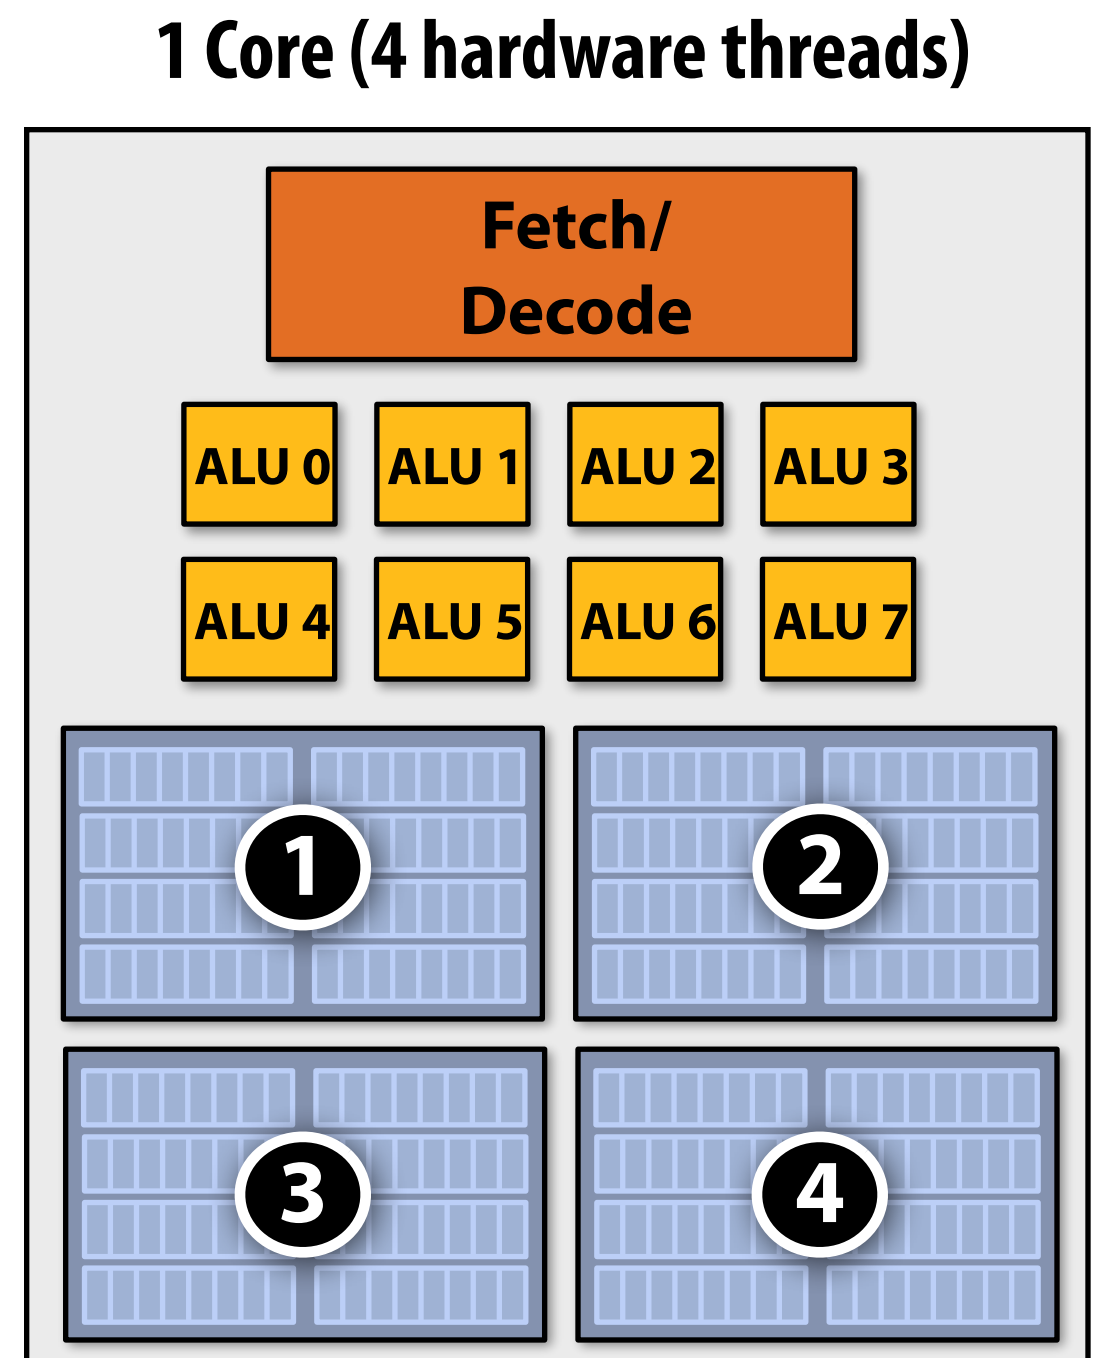 1 Core (4 hardware threads)
Fetch/
Decode
ALU 0 ALU 1 ALU 2 ALU 3
ALU 4 ALU 5 ALU 6 ALU 7
1 2
3 4